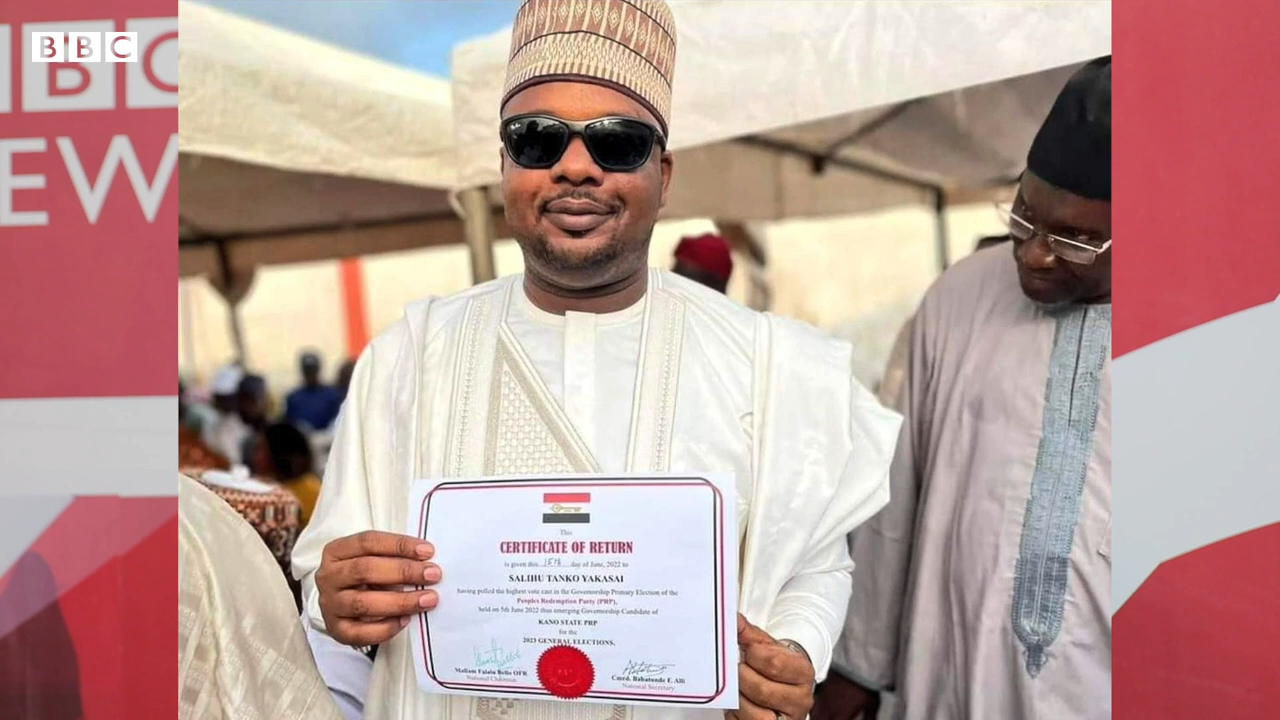 BBC
BC
EW
This
CERTIFICATE OF RETURN
is given this 15th day of June, 2022 to
SALIHU TANKO YAKASAI
having polled the highest vote cast in the Governorship Primary Election of the
Peoples Redemption Party (PRP),
held on 5th June 2022 thus emerging Governorship Candidate of
KANO STATE PRP
for the
2023 GENERAL ELECTIONS.
Mallam Falalu Bello OFR
National Chairman
Comd. Babatunde F. Alli
National Secretary